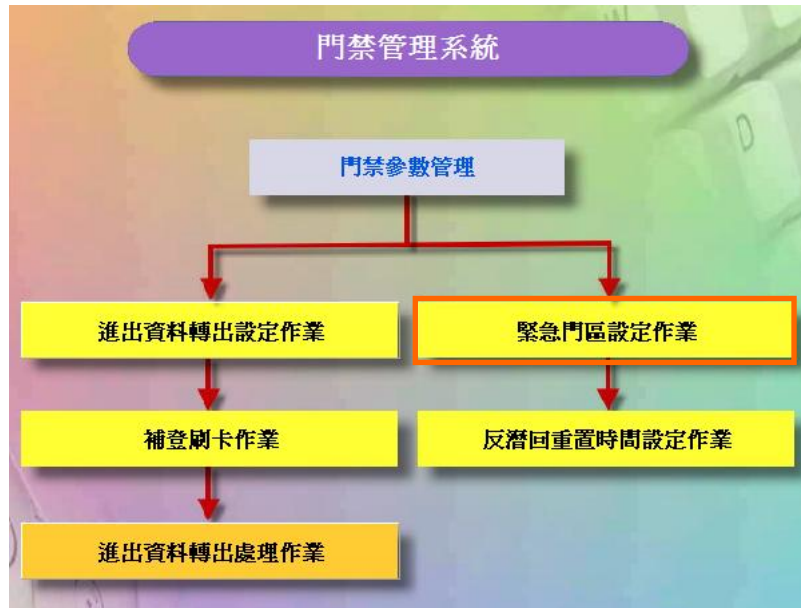 門禁管理系統
門禁參數管理
進出資料轉出設定作業
緊急門區設定作業
補登刷卡作業
反潛回重置時間設定作業
進出資料轉出處理作業
D